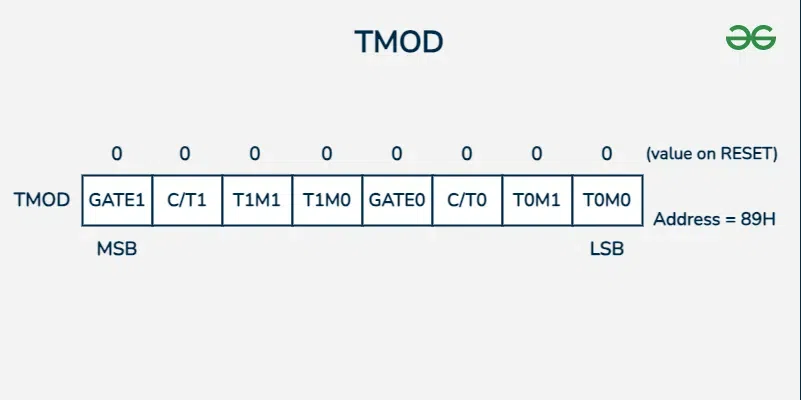 TMOD
0 0 0 0 0 0 0 0 (value on RESET)
TMOD GATE1 C/T1 T1M1 T1M0 GATE0 C/T0 T0M1 T0M0
Address = 89H
MSB LSB